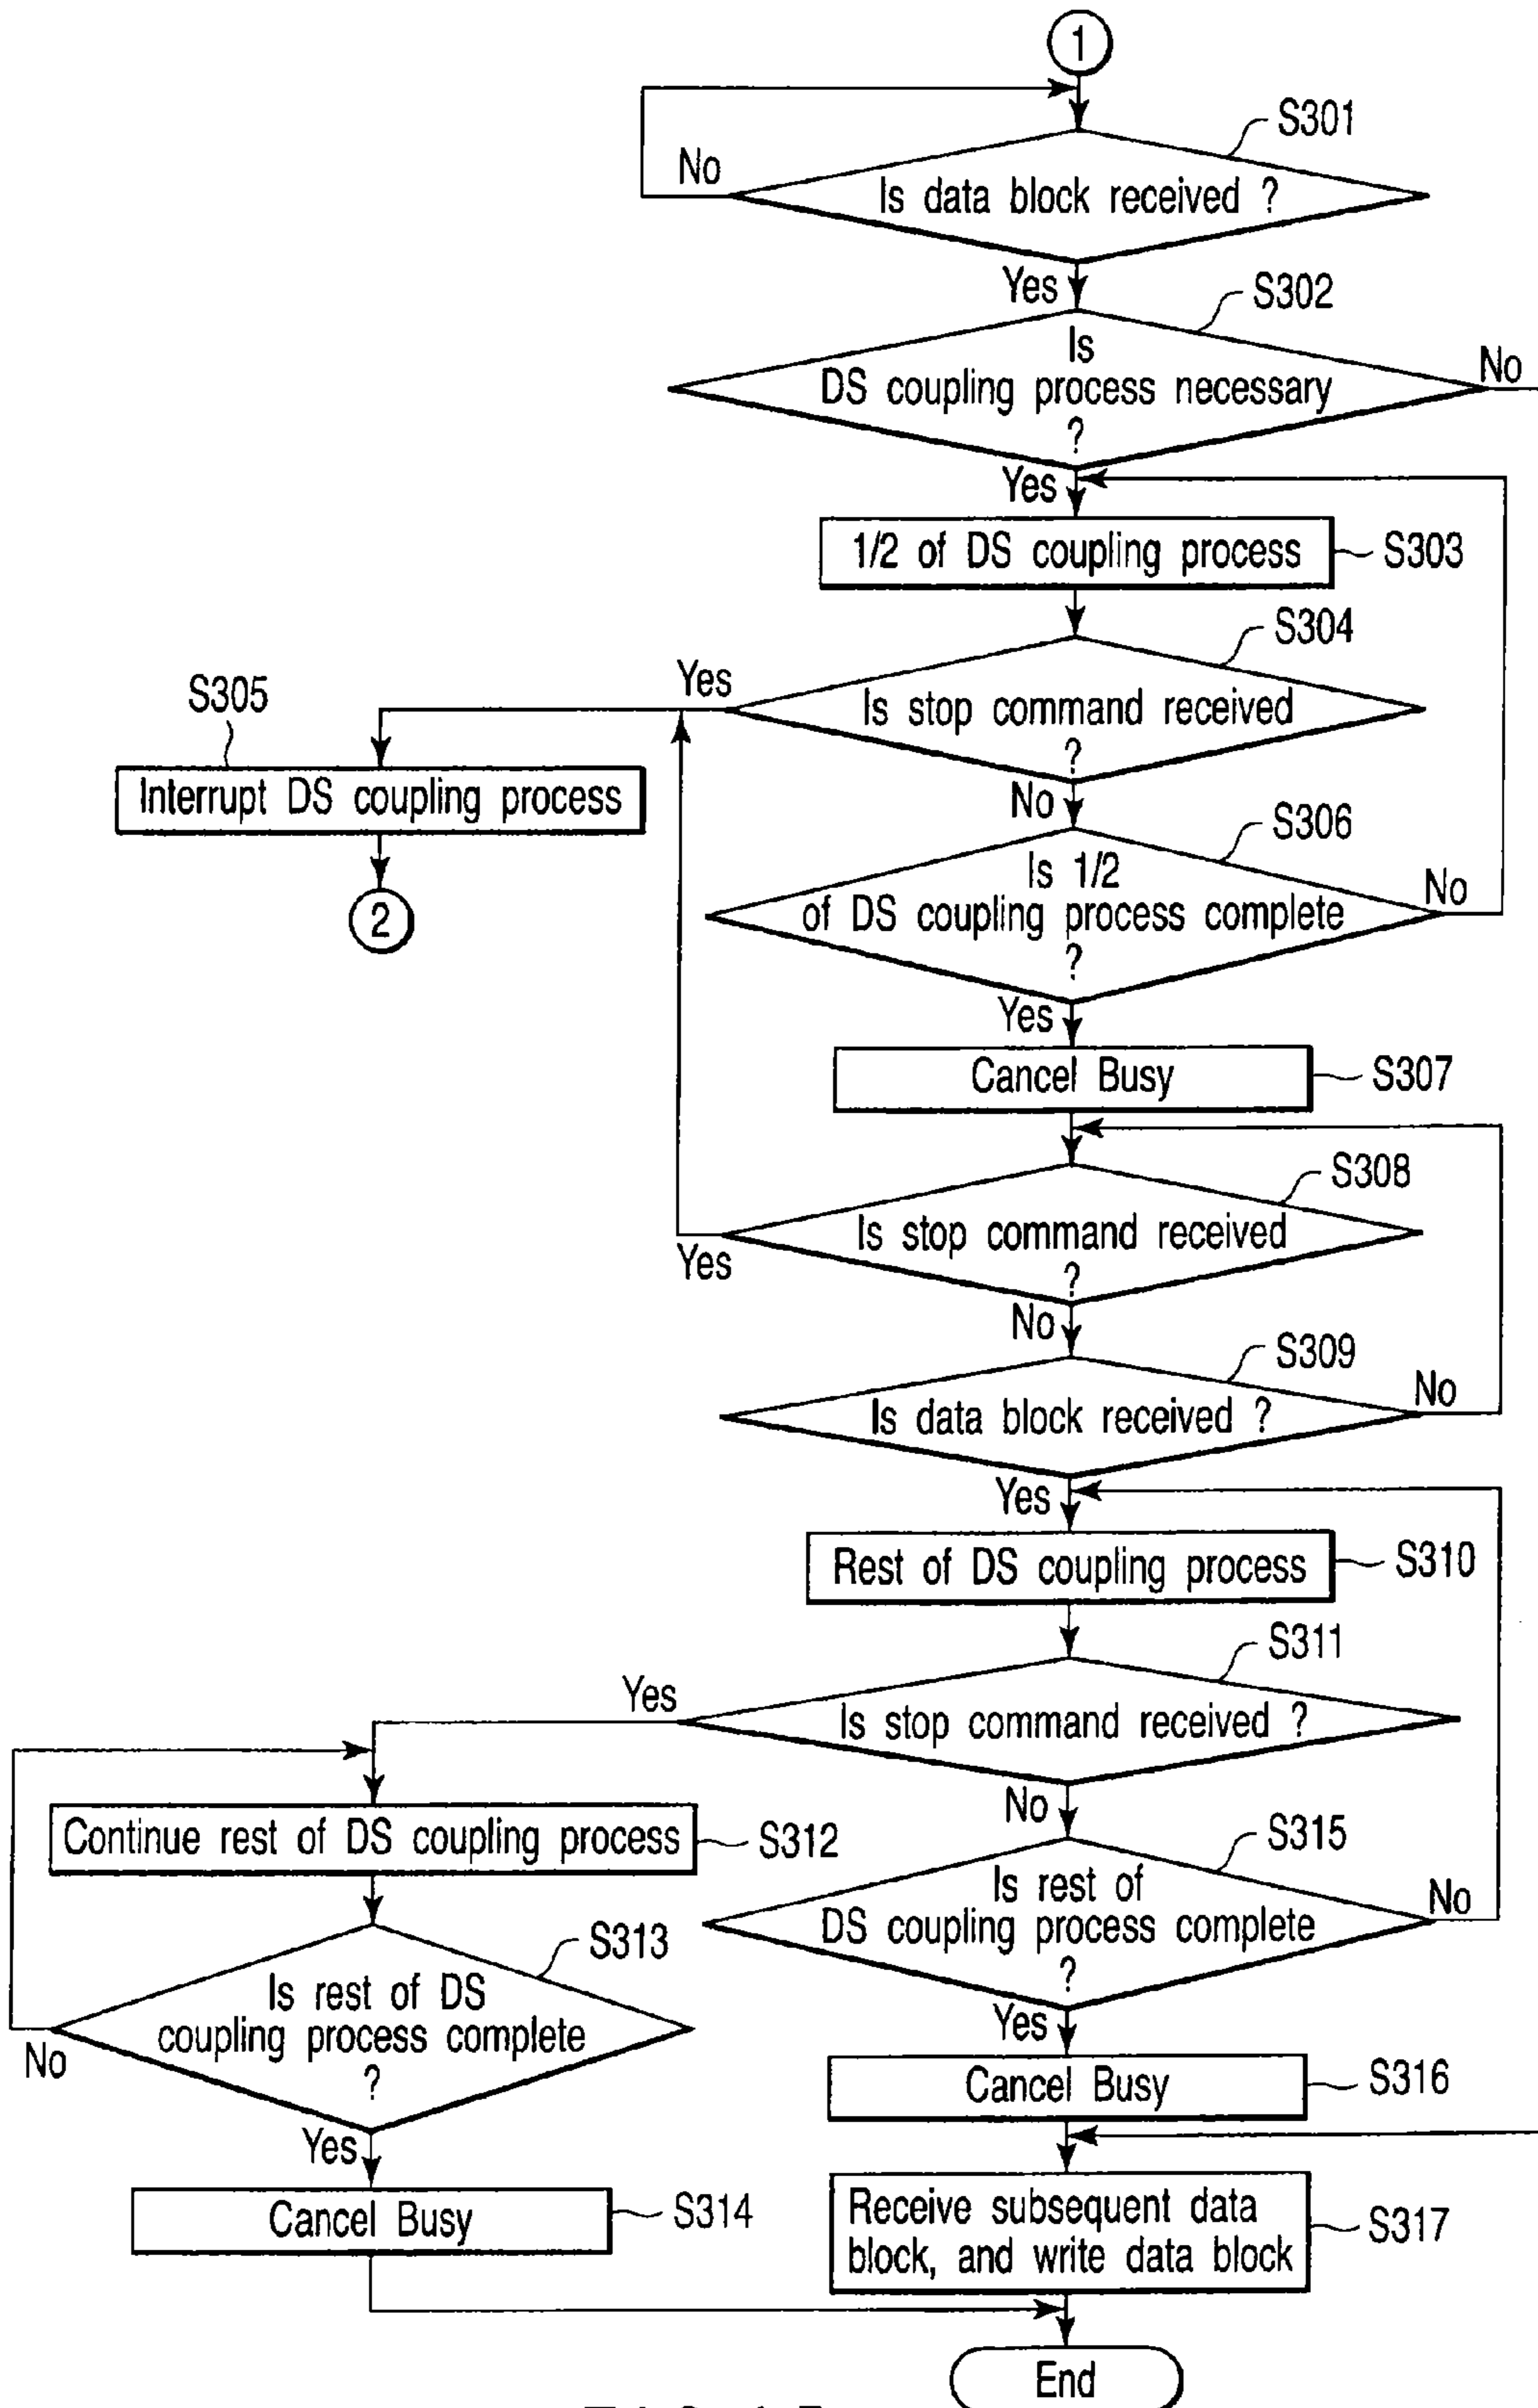 1
S301
No
Is data block received ?
Yes
S302
Is
DS coupling process necessary
?
No
Yes
1/2 of DS coupling process
S303
S304
Yes
Is stop command received
?
S305
Interrupt DS coupling process
2
No
S306
Is 1/2
of DS coupling process complete
?
No
Yes
Cancel Busy
S307
S308
Is stop command received
?
Yes
No
S309
Is data block received ?
No
Yes
Rest of DS coupling process
S310
S311
Yes
Is stop command received ?
Continue rest of DS coupling process
S312
No
S315
Is rest of
DS coupling process complete
?
No
S313
Is rest of DS
coupling process complete
?
No
Yes
Cancel Busy
S314
Yes
Cancel Busy
S316
Receive subsequent data
block, and write data block
S317
End